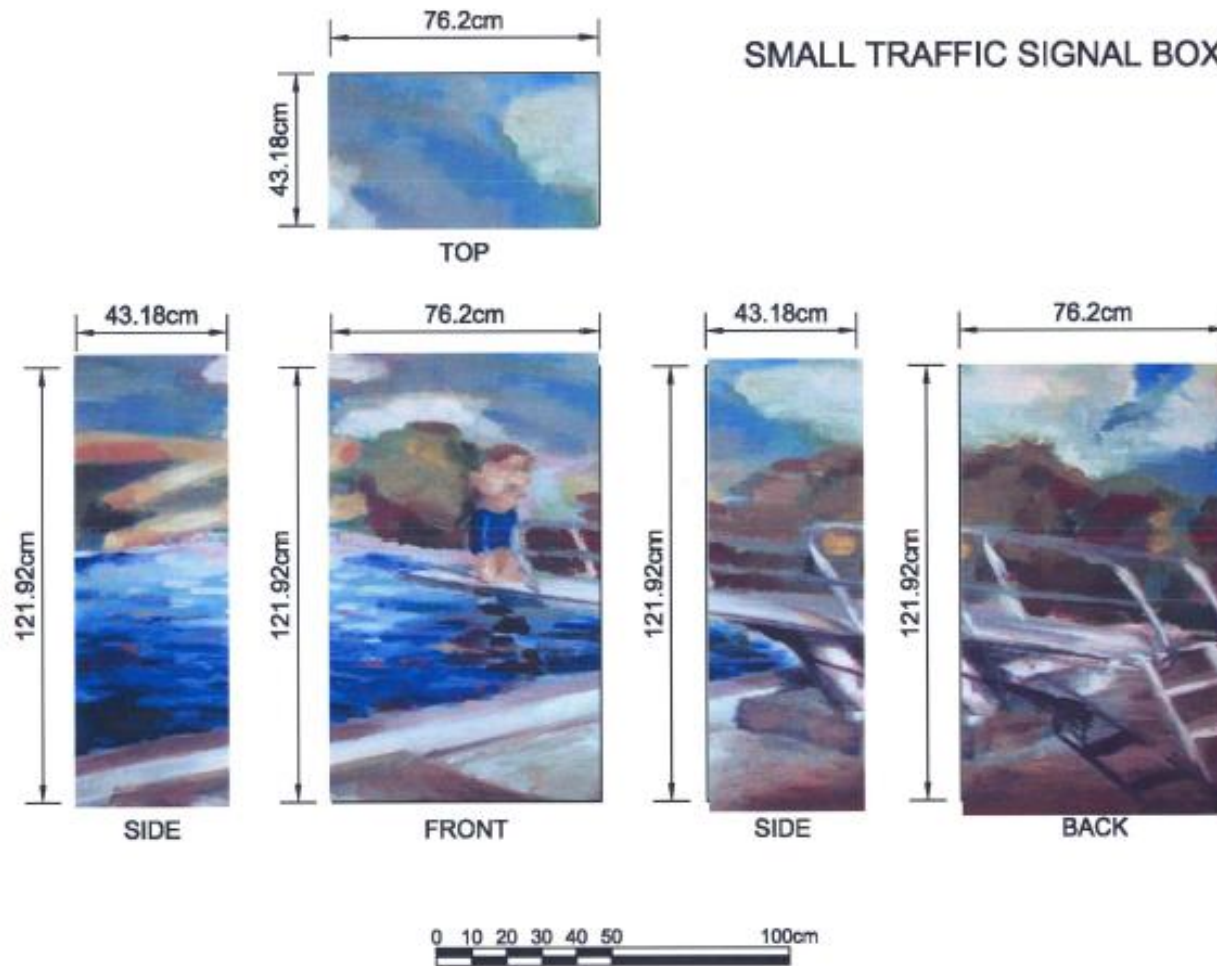 76.2cm
SMALL TRAFFIC SIGNAL BOX
43.18cm
TOP
43.18cm
76.2cm
43.18cm
76.2cm
121.92cm
121.92cm
121.92cm
121.92cm
SIDE
FRONT
SIDE
BACK
0 10 20 30 40 50 100cm